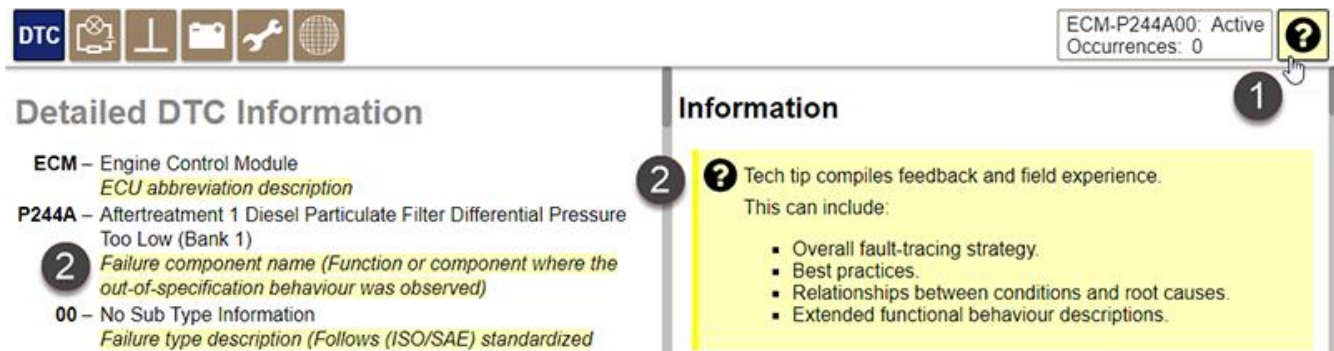 DTC
ECM-P244A00: Active
Occurrences: 0
?
1
Detailed DTC Information
ECM – Engine Control Module
ECU abbreviation description
P244A – Aftertreatment 1 Diesel Particulate Filter Differential Pressure
Too Low (Bank 1)
2
Failure component name (Function or component where the
out-of-specification behaviour was observed)
00 – No Sub Type Information
Failure type description (Follows (ISO/SAE) standardized
Information
2
? Tech tip compiles feedback and field experience.
This can include:
▪ Overall fault-tracing strategy.
▪ Best practices.
▪ Relationships between conditions and root causes.
▪ Extended functional behaviour descriptions.